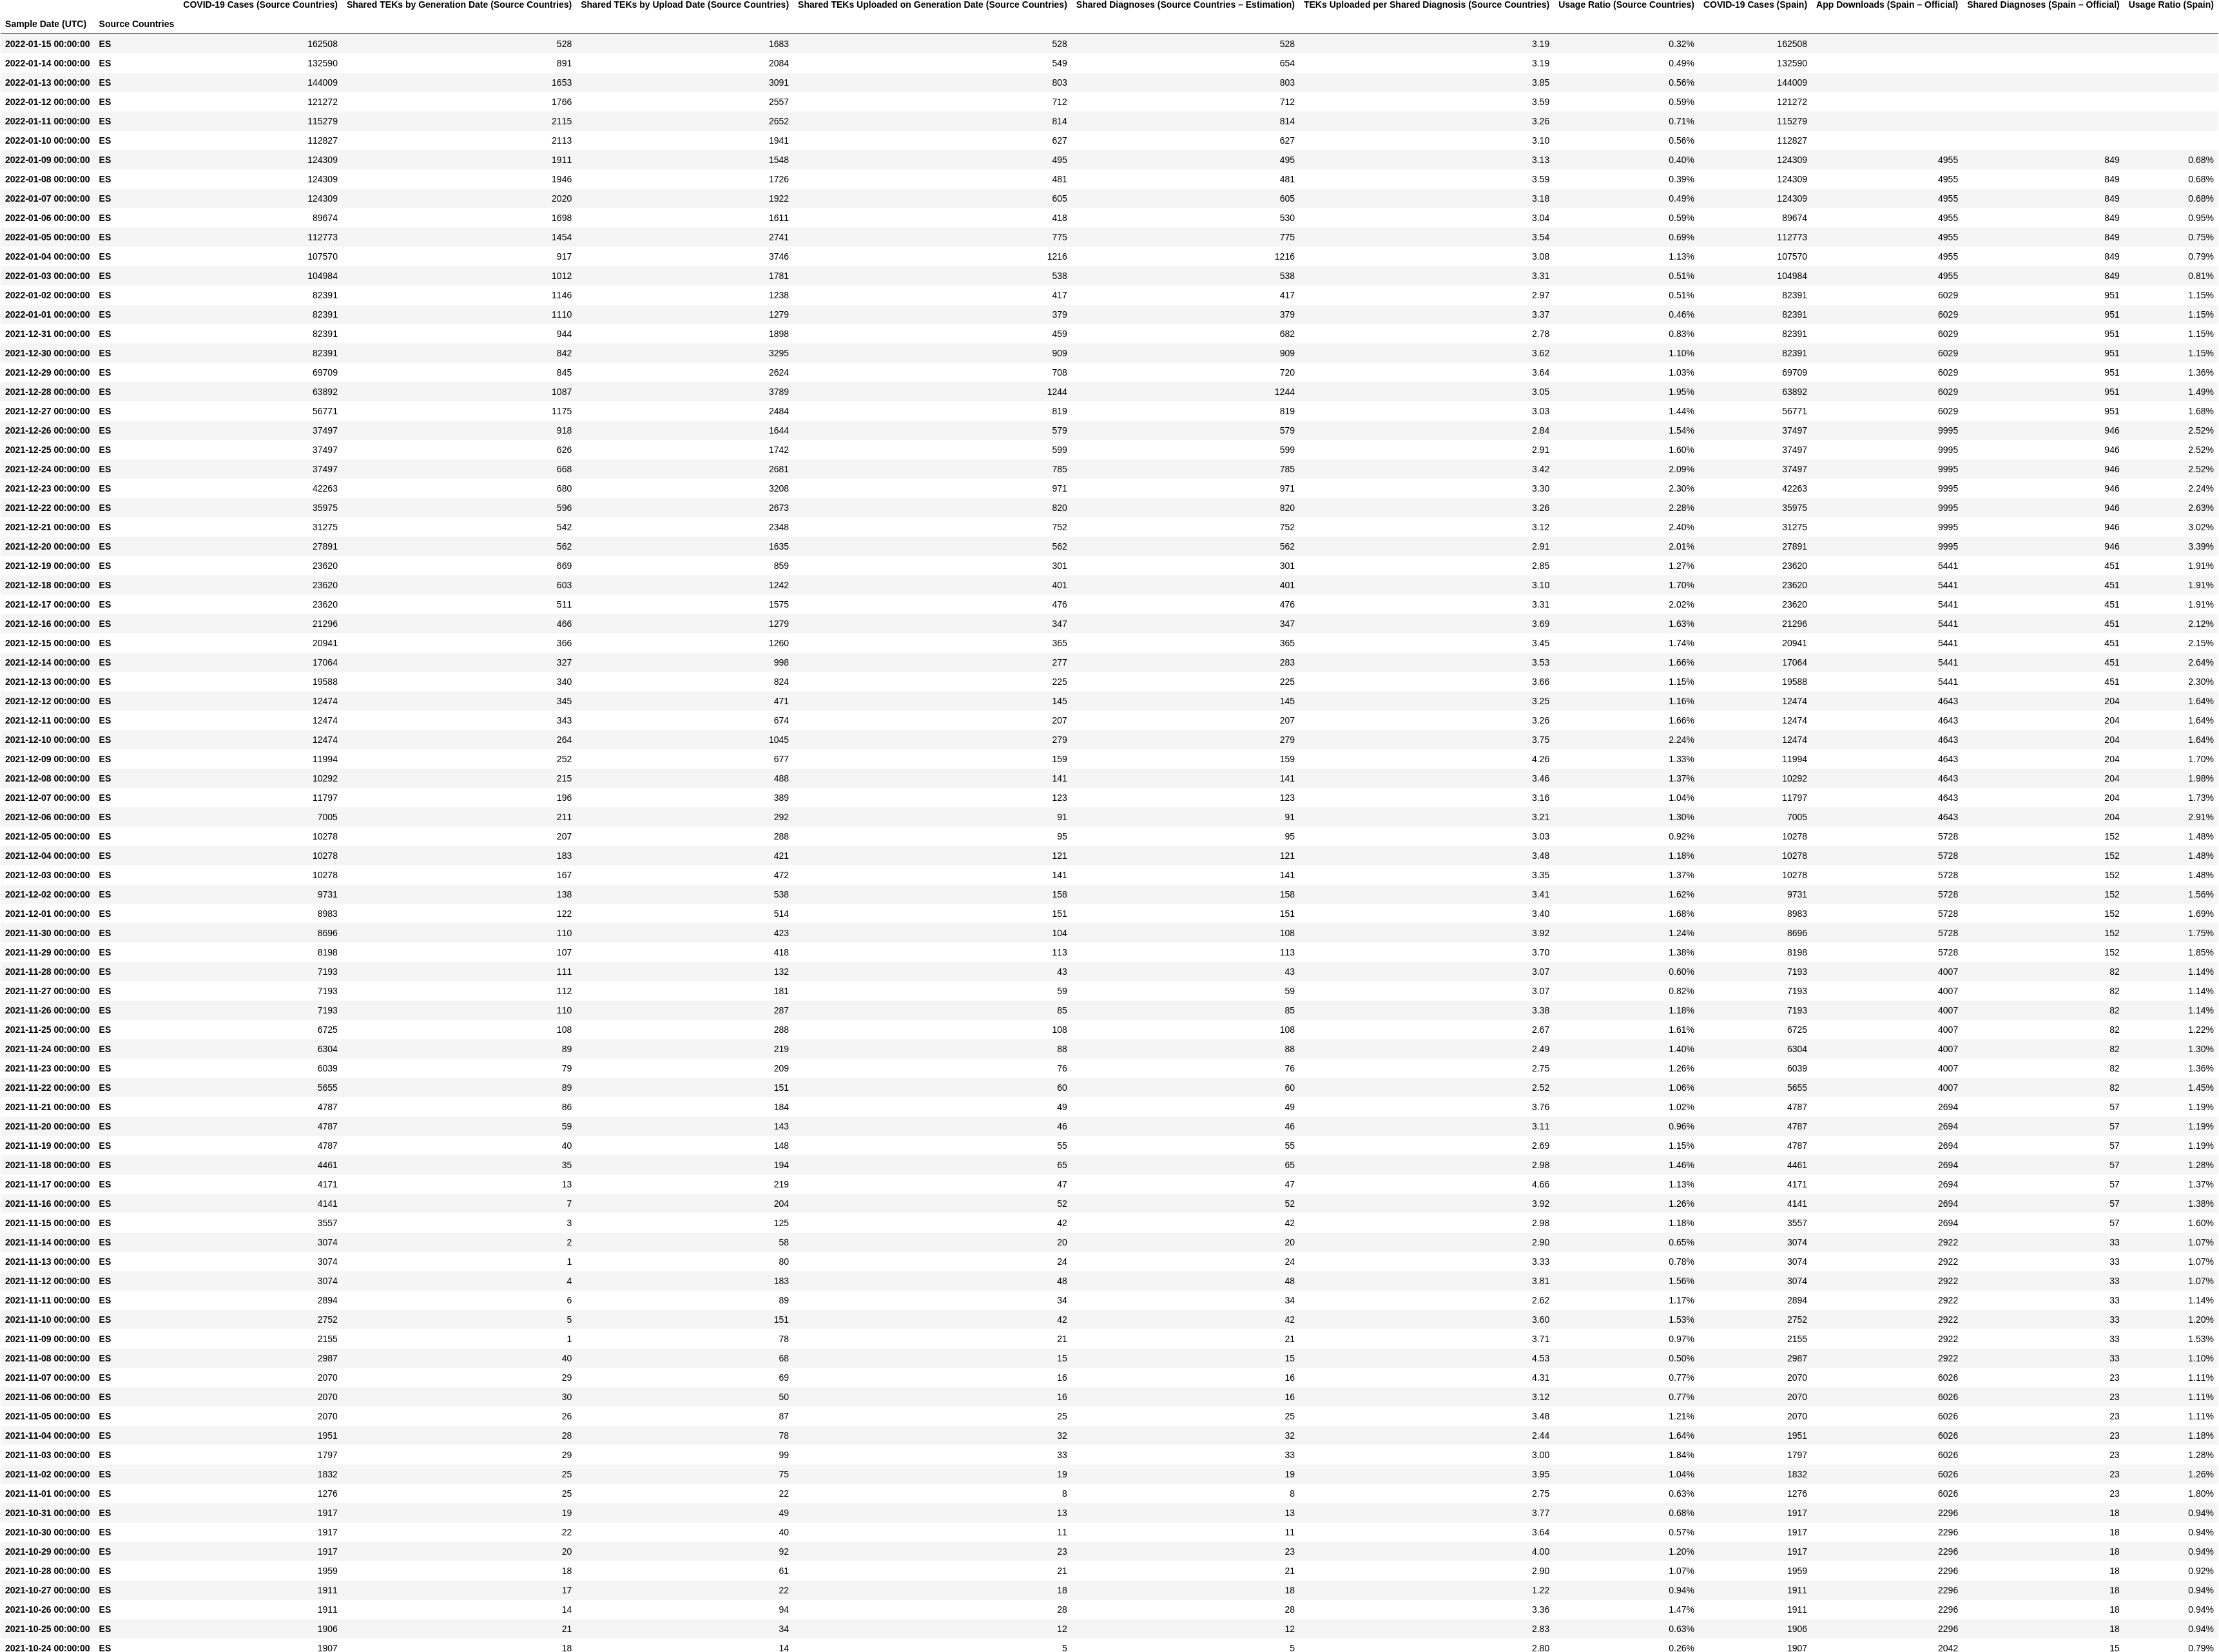 COVID-19 Cases (Source Countries) Shared TEKs by Generation Date (Source Countries) Shared TEKs by Upload Date (Source Countries) Shared TEKs Uploaded on Generation Date (Source Countries) Shared Diagnoses (Source Countries – Estimation) TEKs Uploaded per Shared Diagnosis (Source Countries) Usage Ratio (Source Countries) COVID-19 Cases (Spain) App Downloads (Spain – Official) Shared Diagnoses (Spain – Official) Usage Ratio (Spain)
Sample Date (UTC) Source Countries
2022-01-15 00:00:00 ES 162508 528 1683 528 528 3.19 0.32% 162508
2022-01-14 00:00:00 ES 132590 891 2084 549 654 3.19 0.49% 132590
2022-01-13 00:00:00 ES 144009 1653 3091 803 803 3.85 0.56% 144009
2022-01-12 00:00:00 ES 121272 1766 2557 712 712 3.59 0.59% 121272
2022-01-11 00:00:00 ES 115279 2115 2652 814 814 3.26 0.71% 115279
2022-01-10 00:00:00 ES 112827 2113 1941 627 627 3.10 0.56% 112827
2022-01-09 00:00:00 ES 124309 1911 1548 495 495 3.13 0.40% 124309 4955 849 0.68%
2022-01-08 00:00:00 ES 124309 1946 1726 481 481 3.59 0.39% 124309 4955 849 0.68%
2022-01-07 00:00:00 ES 124309 2020 1922 605 605 3.18 0.49% 124309 4955 849 0.68%
2022-01-06 00:00:00 ES 89674 1698 1611 418 530 3.04 0.59% 89674 4955 849 0.95%
2022-01-05 00:00:00 ES 112773 1454 2741 775 775 3.54 0.69% 112773 4955 849 0.75%
2022-01-04 00:00:00 ES 107570 917 3746 1216 1216 3.08 1.13% 107570 4955 849 0.79%
2022-01-03 00:00:00 ES 104984 1012 1781 538 538 3.31 0.51% 104984 4955 849 0.81%
2022-01-02 00:00:00 ES 82391 1146 1238 417 417 2.97 0.51% 82391 6029 951 1.15%
2022-01-01 00:00:00 ES 82391 1110 1279 379 379 3.37 0.46% 82391 6029 951 1.15%
2021-12-31 00:00:00 ES 82391 944 1898 459 682 2.78 0.83% 82391 6029 951 1.15%
2021-12-30 00:00:00 ES 82391 842 3295 909 909 3.62 1.10% 82391 6029 951 1.15%
2021-12-29 00:00:00 ES 69709 845 2624 708 720 3.64 1.03% 69709 6029 951 1.36%
2021-12-28 00:00:00 ES 63892 1087 3789 1244 1244 3.05 1.95% 63892 6029 951 1.49%
2021-12-27 00:00:00 ES 56771 1175 2484 819 819 3.03 1.44% 56771 6029 951 1.68%
2021-12-26 00:00:00 ES 37497 918 1644 579 579 2.84 1.54% 37497 9995 946 2.52%
2021-12-25 00:00:00 ES 37497 626 1742 599 599 2.91 1.60% 37497 9995 946 2.52%
2021-12-24 00:00:00 ES 37497 668 2681 785 785 3.42 2.09% 37497 9995 946 2.52%
2021-12-23 00:00:00 ES 42263 680 3208 971 971 3.30 2.30% 42263 9995 946 2.24%
2021-12-22 00:00:00 ES 35975 596 2673 820 820 3.26 2.28% 35975 9995 946 2.63%
2021-12-21 00:00:00 ES 31275 542 2348 752 752 3.12 2.40% 31275 9995 946 3.02%
2021-12-20 00:00:00 ES 27891 562 1635 562 562 2.91 2.01% 27891 9995 946 3.39%
2021-12-19 00:00:00 ES 23620 669 859 301 301 2.85 1.27% 23620 5441 451 1.91%
2021-12-18 00:00:00 ES 23620 603 1242 401 401 3.10 1.70% 23620 5441 451 1.91%
2021-12-17 00:00:00 ES 23620 511 1575 476 476 3.31 2.02% 23620 5441 451 1.91%
2021-12-16 00:00:00 ES 21296 466 1279 347 347 3.69 1.63% 21296 5441 451 2.12%
2021-12-15 00:00:00 ES 20941 366 1260 365 365 3.45 1.74% 20941 5441 451 2.15%
2021-12-14 00:00:00 ES 17064 327 998 277 283 3.53 1.66% 17064 5441 451 2.64%
2021-12-13 00:00:00 ES 19588 340 824 225 225 3.66 1.15% 19588 5441 451 2.30%
2021-12-12 00:00:00 ES 12474 345 471 145 145 3.25 1.16% 12474 4643 204 1.64%
2021-12-11 00:00:00 ES 12474 343 674 207 207 3.26 1.66% 12474 4643 204 1.64%
2021-12-10 00:00:00 ES 12474 264 1045 279 279 3.75 2.24% 12474 4643 204 1.64%
2021-12-09 00:00:00 ES 11994 252 677 159 159 4.26 1.33% 11994 4643 204 1.70%
2021-12-08 00:00:00 ES 10292 215 488 141 141 3.46 1.37% 10292 4643 204 1.98%
2021-12-07 00:00:00 ES 11797 196 389 123 123 3.16 1.04% 11797 4643 204 1.73%
2021-12-06 00:00:00 ES 7005 211 292 91 91 3.21 1.30% 7005 4643 204 2.91%
2021-12-05 00:00:00 ES 10278 207 288 95 95 3.03 0.92% 10278 5728 152 1.48%
2021-12-04 00:00:00 ES 10278 183 421 121 121 3.48 1.18% 10278 5728 152 1.48%
2021-12-03 00:00:00 ES 10278 167 472 141 141 3.35 1.37% 10278 5728 152 1.48%
2021-12-02 00:00:00 ES 9731 138 538 158 158 3.41 1.62% 9731 5728 152 1.56%
2021-12-01 00:00:00 ES 8983 122 514 151 151 3.40 1.68% 8983 5728 152 1.69%
2021-11-30 00:00:00 ES 8696 110 423 104 108 3.92 1.24% 8696 5728 152 1.75%
2021-11-29 00:00:00 ES 8198 107 418 113 113 3.70 1.38% 8198 5728 152 1.85%
2021-11-28 00:00:00 ES 7193 111 132 43 43 3.07 0.60% 7193 4007 82 1.14%
2021-11-27 00:00:00 ES 7193 112 181 59 59 3.07 0.82% 7193 4007 82 1.14%
2021-11-26 00:00:00 ES 7193 110 287 85 85 3.38 1.18% 7193 4007 82 1.14%
2021-11-25 00:00:00 ES 6725 108 288 108 108 2.67 1.61% 6725 4007 82 1.22%
2021-11-24 00:00:00 ES 6304 89 219 88 88 2.49 1.40% 6304 4007 82 1.30%
2021-11-23 00:00:00 ES 6039 79 209 76 76 2.75 1.26% 6039 4007 82 1.36%
2021-11-22 00:00:00 ES 5655 89 151 60 60 2.52 1.06% 5655 4007 82 1.45%
2021-11-21 00:00:00 ES 4787 86 184 49 49 3.76 1.02% 4787 2694 57 1.19%
2021-11-20 00:00:00 ES 4787 59 143 46 46 3.11 0.96% 4787 2694 57 1.19%
2021-11-19 00:00:00 ES 4787 40 148 55 55 2.69 1.15% 4787 2694 57 1.19%
2021-11-18 00:00:00 ES 4461 35 194 65 65 2.98 1.46% 4461 2694 57 1.28%
2021-11-17 00:00:00 ES 4171 13 219 47 47 4.66 1.13% 4171 2694 57 1.37%
2021-11-16 00:00:00 ES 4141 7 204 52 52 3.92 1.26% 4141 2694 57 1.38%
2021-11-15 00:00:00 ES 3557 3 125 42 42 2.98 1.18% 3557 2694 57 1.60%
2021-11-14 00:00:00 ES 3074 2 58 20 20 2.90 0.65% 3074 2922 33 1.07%
2021-11-13 00:00:00 ES 3074 1 80 24 24 3.33 0.78% 3074 2922 33 1.07%
2021-11-12 00:00:00 ES 3074 4 183 48 48 3.81 1.56% 3074 2922 33 1.07%
2021-11-11 00:00:00 ES 2894 6 89 34 34 2.62 1.17% 2894 2922 33 1.14%
2021-11-10 00:00:00 ES 2752 5 151 42 42 3.60 1.53% 2752 2922 33 1.20%
2021-11-09 00:00:00 ES 2155 1 78 21 21 3.71 0.97% 2155 2922 33 1.53%
2021-11-08 00:00:00 ES 2987 40 68 15 15 4.53 0.50% 2987 2922 33 1.10%
2021-11-07 00:00:00 ES 2070 29 69 16 16 4.31 0.77% 2070 6026 23 1.11%
2021-11-06 00:00:00 ES 2070 30 50 16 16 3.12 0.77% 2070 6026 23 1.11%
2021-11-05 00:00:00 ES 2070 26 87 25 25 3.48 1.21% 2070 6026 23 1.11%
2021-11-04 00:00:00 ES 1951 28 78 32 32 2.44 1.64% 1951 6026 23 1.18%
2021-11-03 00:00:00 ES 1797 29 99 33 33 3.00 1.84% 1797 6026 23 1.28%
2021-11-02 00:00:00 ES 1832 25 75 19 19 3.95 1.04% 1832 6026 23 1.26%
2021-11-01 00:00:00 ES 1276 25 22 8 8 2.75 0.63% 1276 6026 23 1.80%
2021-10-31 00:00:00 ES 1917 19 49 13 13 3.77 0.68% 1917 2296 18 0.94%
2021-10-30 00:00:00 ES 1917 22 40 11 11 3.64 0.57% 1917 2296 18 0.94%
2021-10-29 00:00:00 ES 1917 20 92 23 23 4.00 1.20% 1917 2296 18 0.94%
2021-10-28 00:00:00 ES 1959 18 61 21 21 2.90 1.07% 1959 2296 18 0.92%
2021-10-27 00:00:00 ES 1911 17 22 18 18 1.22 0.94% 1911 2296 18 0.94%
2021-10-26 00:00:00 ES 1911 14 94 28 28 3.36 1.47% 1911 2296 18 0.94%
2021-10-25 00:00:00 ES 1906 21 34 12 12 2.83 0.63% 1906 2296 18 0.94%
2021-10-24 00:00:00 ES 1907 18 14 5 5 2.80 0.26% 1907 2042 15 0.79%